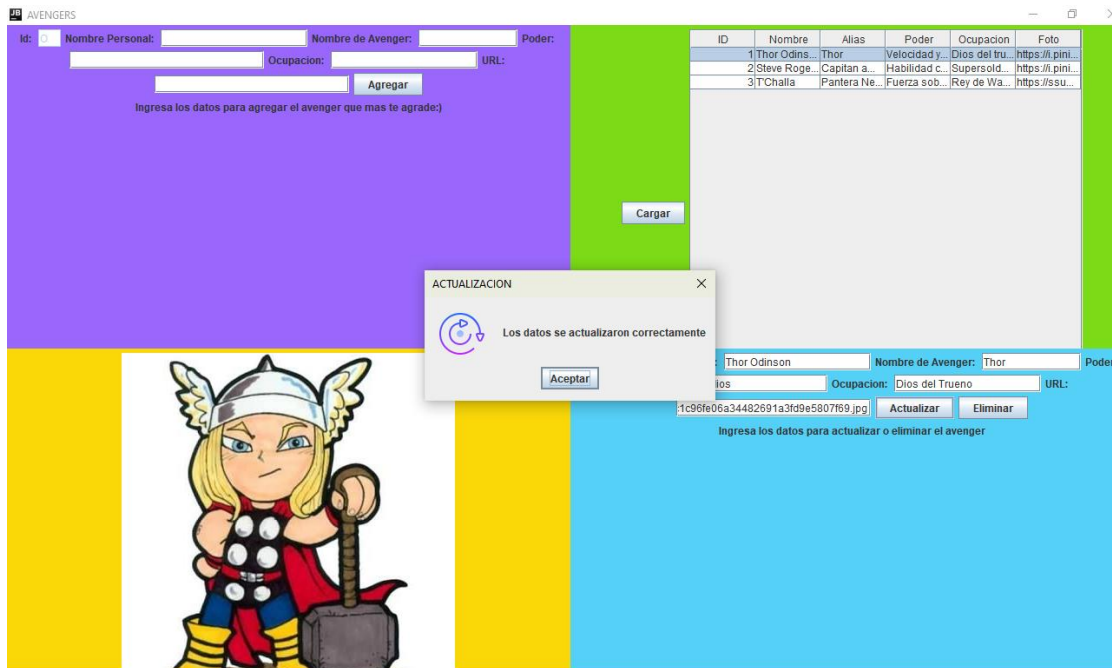 JB AVENGERS
Id: 0 Nombre Personal: Nombre de Avenger: Poder:
Ocupacion: URL:
Agregar
Ingresa los datos para agregar el avenger que mas te agrade:)
ID Nombre Alias Poder Ocupacion Foto
1 Thor Odins... Thor Velocidad y... Dios del tru... https://i.pini...
2 Steve Roge... Capitan a... Habilidad c... Supersold... https://i.pini...
3 T'Challa Pantera Ne... Fuerza sob... Rey de Wa... https://ssu...
Cargar
ACTUALIZACION
Los datos se actualizaron correctamente
Aceptar
: Thor Odinson Nombre de Avenger: Thor Poder
ios Ocupacion: Dios del Trueno URL:
:1c96fe06a34482691a3fd9e5807f69.jpg Actualizar Eliminar
Ingresa los datos para actualizar o eliminar el avenger